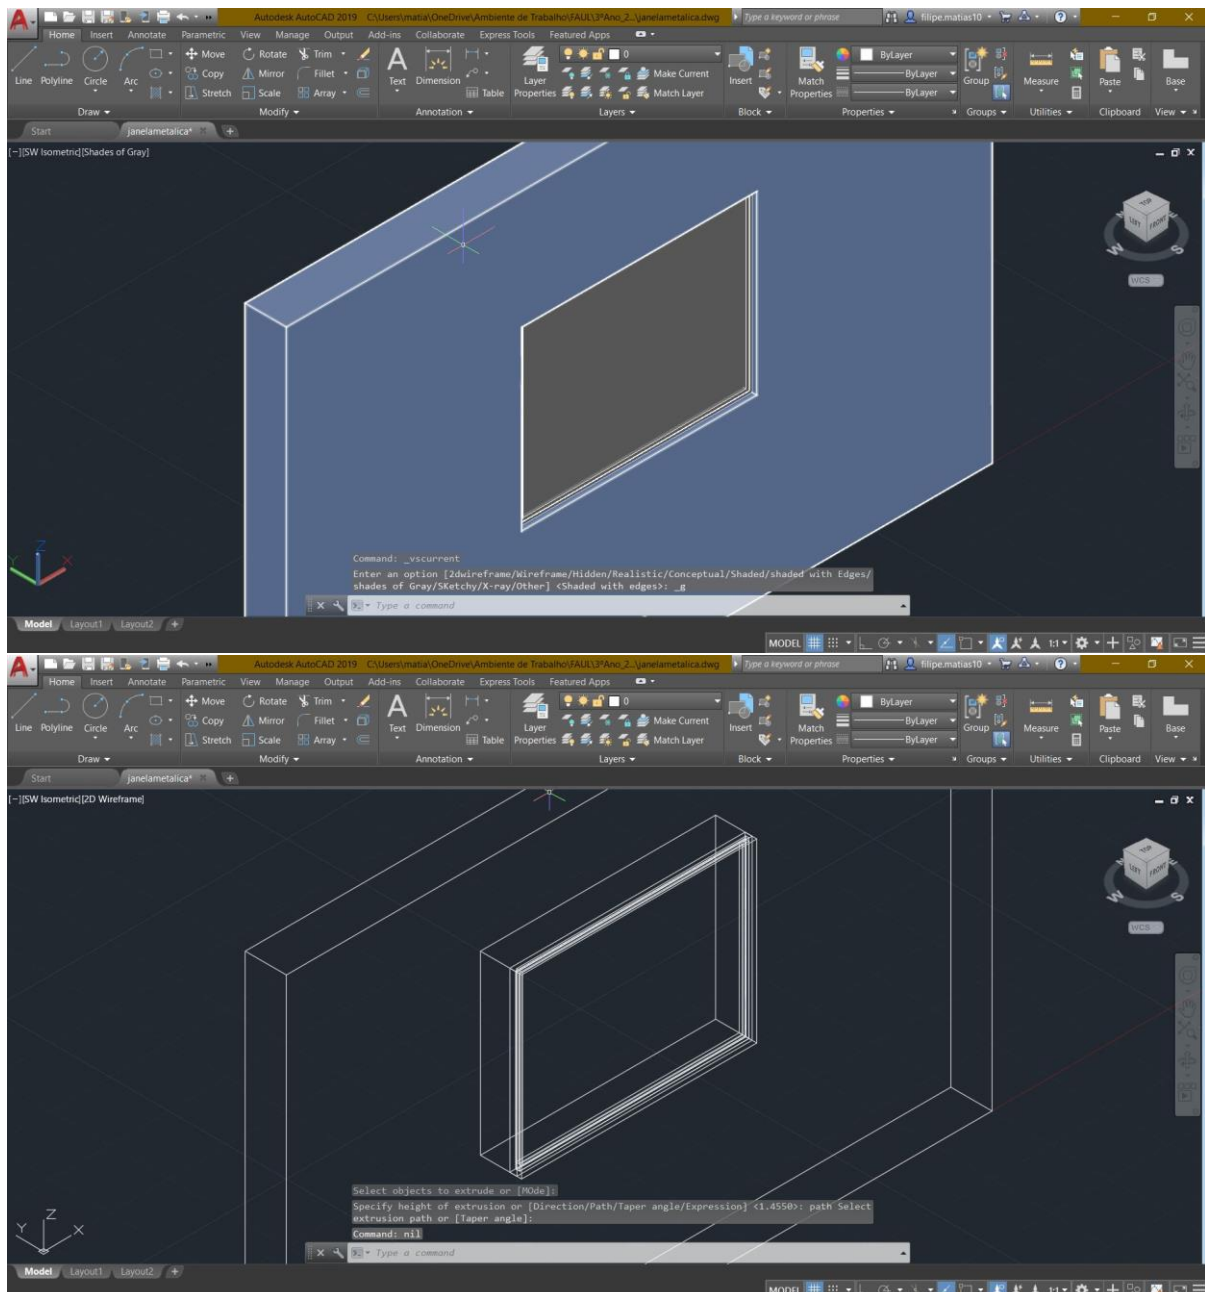 Autodesk AutoCAD 2019 C:\Users\matia\OneDrive\Ambiente de Trabalho\FAUL\3ºAno_2...\janelametalica.dwg Type a keyword or phrase filipe.matias10
Home Insert Annotate Parametric View Manage Output Add-ins Collaborate Express Tools Featured Apps
Move Rotate Trim 0 ByLayer
Copy Mirror Fillet Make Current ByLayer
Line Polyline Circle Arc Text Dimension Layer Properties Insert Match Properties Group Measure Paste Base
Stretch Scale Array Table Match Layer ByLayer
Draw Modify Annotation Layers Block Properties Groups Utilities Clipboard View
Start janelametalica* +
[−][SW Isometric][Shades of Gray]
TOP
LEFT FRONT
W S
WCS
Z
Y X
Command: _vscurrent
Enter an option [2dwireframe/Wireframe/Hidden/Realistic/Conceptual/Shaded/shaded with Edges/
shades of Gray/SKetchy/X-ray/Other] <Shaded with edges>: _g
Type a command
Model Layout1 Layout2 +
MODEL 1:1
Autodesk AutoCAD 2019 C:\Users\matia\OneDrive\Ambiente de Trabalho\FAUL\3ºAno_2...\janelametalica.dwg Type a keyword or phrase filipe.matias10
Home Insert Annotate Parametric View Manage Output Add-ins Collaborate Express Tools Featured Apps
Move Rotate Trim 0 ByLayer
Copy Mirror Fillet Make Current ByLayer
Line Polyline Circle Arc Text Dimension Layer Properties Insert Match Properties Group Measure Paste Base
Stretch Scale Array Table Match Layer ByLayer
Draw Modify Annotation Layers Block Properties Groups Utilities Clipboard View
Start janelametalica* +
[−][SW Isometric][2D Wireframe]
TOP
LEFT FRONT
W S
WCS
Select objects to extrude or [MOde]:
Specify height of extrusion or [Direction/Path/Taper angle/Expression] <1.4550>: path Select
extrusion path or [Taper angle]:
Z
Y X
Command: nil
Type a command
Model Layout1 Layout2 +
MODEL 1:1